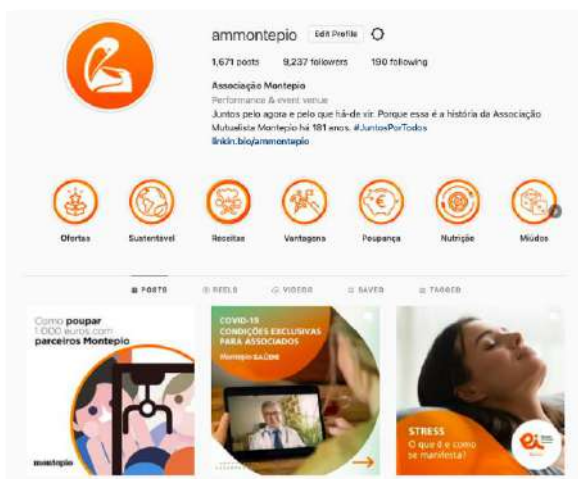 ammontepio Edit Profile
1,671 posts 9,237 followers 190 following
Associação Montepio
Performance & event venue
Juntos pelo agora e pelo que há-de vir. Porque essa é a história da Associação
Mutualista Montepio há 181 anos. #JuntosPorTodos
linkin.bio/ammontepio
Ofertas Sustentável Receitas Vantagens Poupança Nutrição Miúdos
POSTS REELS VIDEOS SAVED TAGGED
Como poupar
1.000 euros com
parceiros Montepio
montepio
COVID-19
CONDIÇÕES EXCLUSIVAS
PARA ASSOCIADOS
Montepio SAÚDE
STRESS
O que é e como
se manifesta?
ei